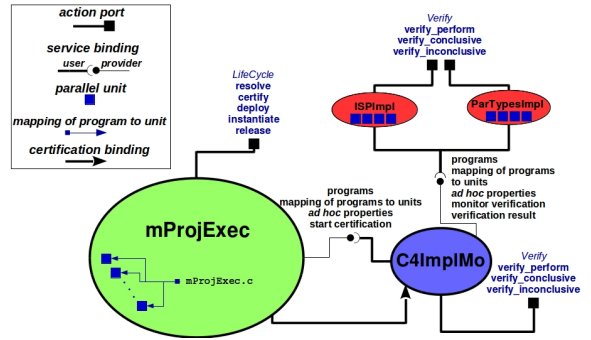 action port
service binding
user provider
parallel unit
mapping of program to unit
certification binding
LifeCycle
resolve
certify
deploy
instantiate
release
Verify
verify_perform
verify_conclusive
verify_inconclusive
ISPImpl
ParTypesImpl
programs
mapping of programs
to units
ad hoc properties
monitor verification
verification result
programs
mapping of programs to units
ad hoc properties
start certification
mProjExec
mProjExec.c
C4ImplMo
Verify
verify_perform
verify_conclusive
verify_inconclusive